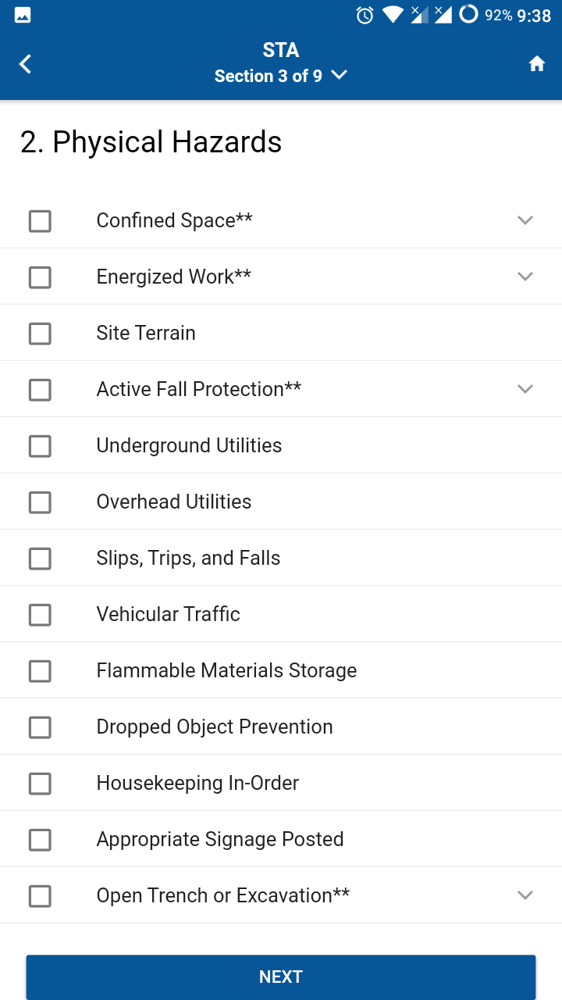 92% 9:38
STA
Section 3 of 9
2. Physical Hazards
Confined Space**
Energized Work**
Site Terrain
Active Fall Protection**
Underground Utilities
Overhead Utilities
Slips, Trips, and Falls
Vehicular Traffic
Flammable Materials Storage
Dropped Object Prevention
Housekeeping In-Order
Appropriate Signage Posted
Open Trench or Excavation**
NEXT